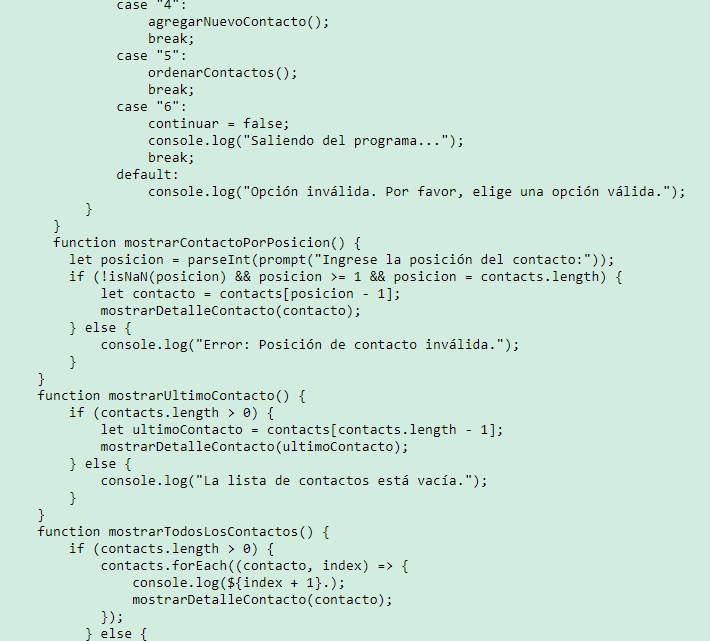 case "4":
agregarNuevoContacto();
break;
case "5":
ordenarContactos();
break;
case "6":
continuar = false;
console.log("Saliendo del programa...");
break;
default:
console.log("Opción inválida. Por favor, elige una opción válida.");
}
}
function mostrarContactoPorPosicion() {
let posicion = parseInt(prompt("Ingrese la posición del contacto:"));
if (!isNaN(posicion) && posicion >= 1 && posicion = contacts.length) {
let contacto = contacts[posicion - 1];
mostrarDetalleContacto(contacto);
} else {
console.log("Error: Posición de contacto inválida.");
}
}
function mostrarUltimoContacto() {
if (contacts.length > 0) {
let ultimoContacto = contacts[contacts.length - 1];
mostrarDetalleContacto(ultimoContacto);
} else {
console.log("La lista de contactos está vacía.");
}
}
function mostrarTodosLosContactos() {
if (contacts.length > 0) {
contacts.forEach((contacto, index) => {
console.log(${index + 1}.);
mostrarDetalleContacto(contacto);
});
} else {